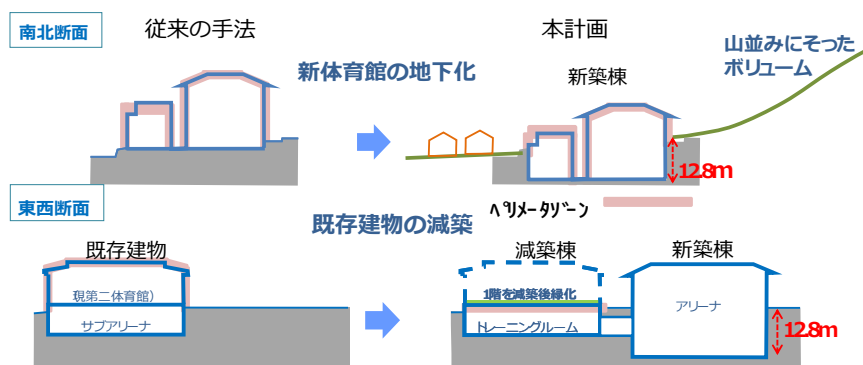 南北断面
従来の手法
本計画
山並みにそった
ボリューム
新体育館の地下化
新築棟
12.8m
東西断面
ペリメータゾーン
既存建物の減築
既存建物
減築棟
新築棟
現第二体育館)
1階を減築後緑化
アリーナ
サブアリーナ
トレーニングルーム
12.8m